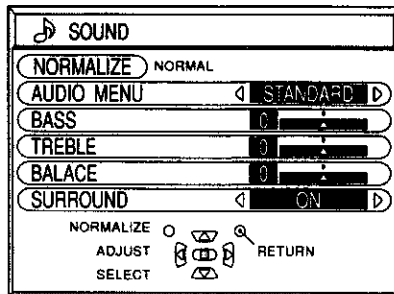 SOUND
NORMALIZE NORMAL
AUDIO MENU STANDARD
BASS 0
TREBLE 0
BALACE 0
SURROUND ON
NORMALIZE
ADJUST RETURN
SELECT